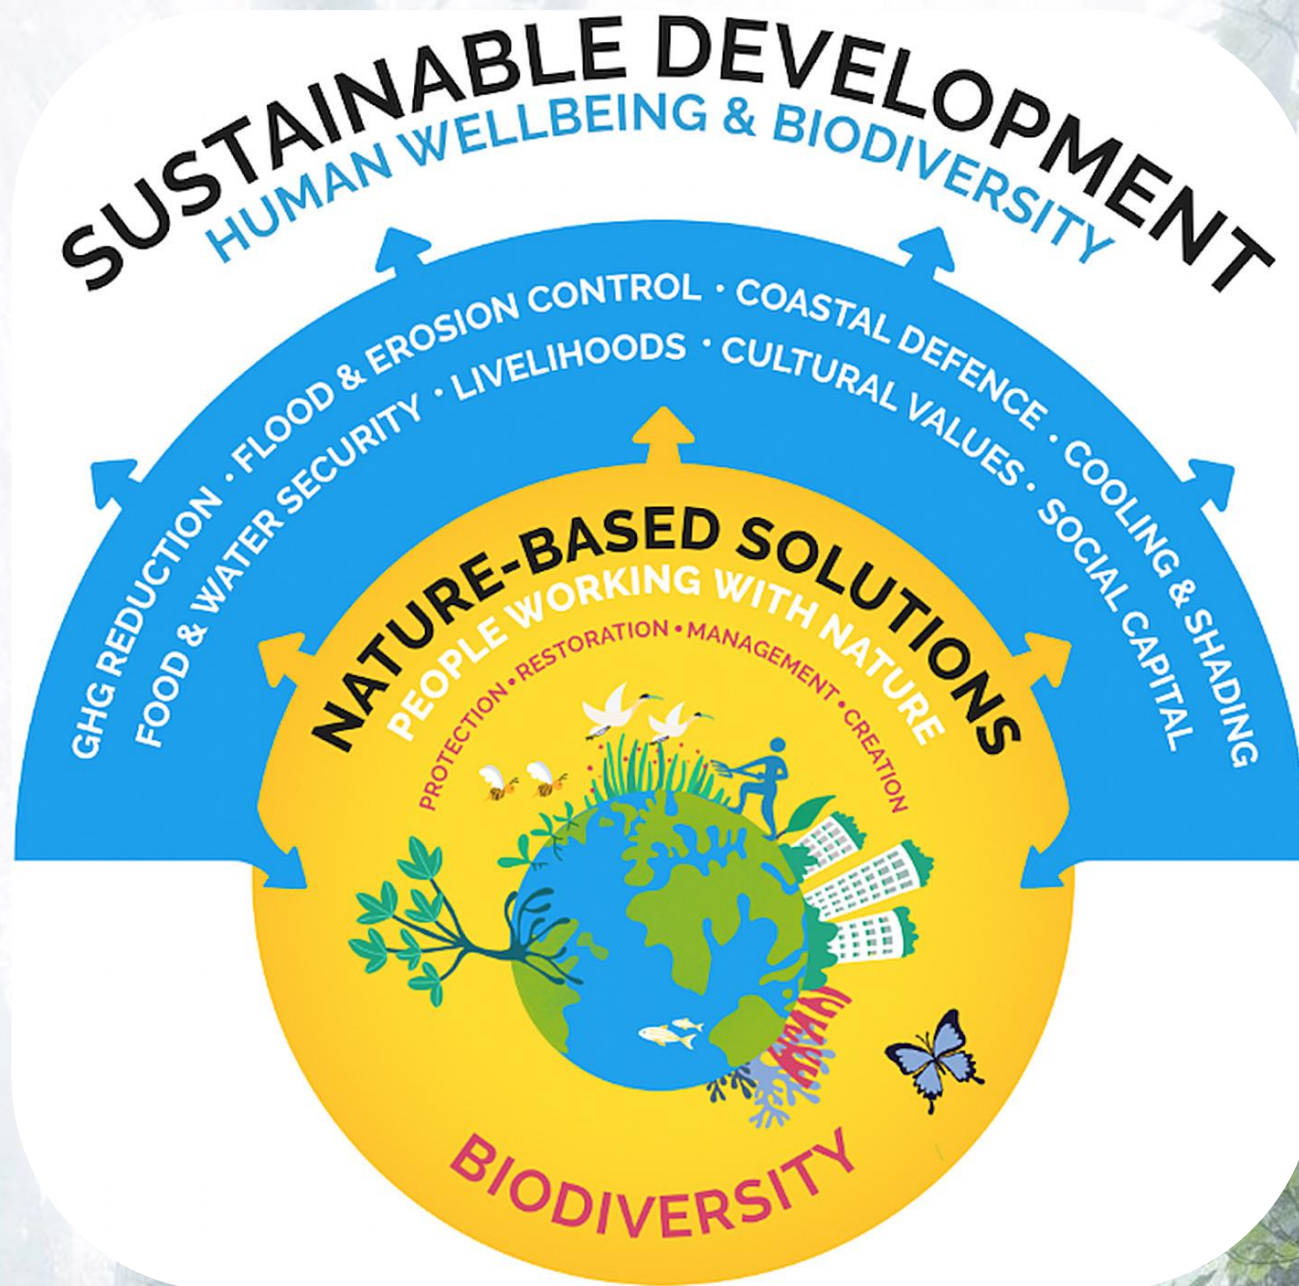 SUSTAINABLE DEVELOPMENT
HUMAN WELLBEING & BIODIVERSITY
GHG REDUCTION · FLOOD & EROSION CONTROL · COASTAL DEFENCE · COOLING & SHADING
FOOD & WATER SECURITY · LIVELIHOODS · CULTURAL VALUES · SOCIAL CAPITAL
NATURE-BASED SOLUTIONS
PEOPLE WORKING WITH NATURE
PROTECTION • RESTORATION • MANAGEMENT • CREATION
BIODIVERSITY